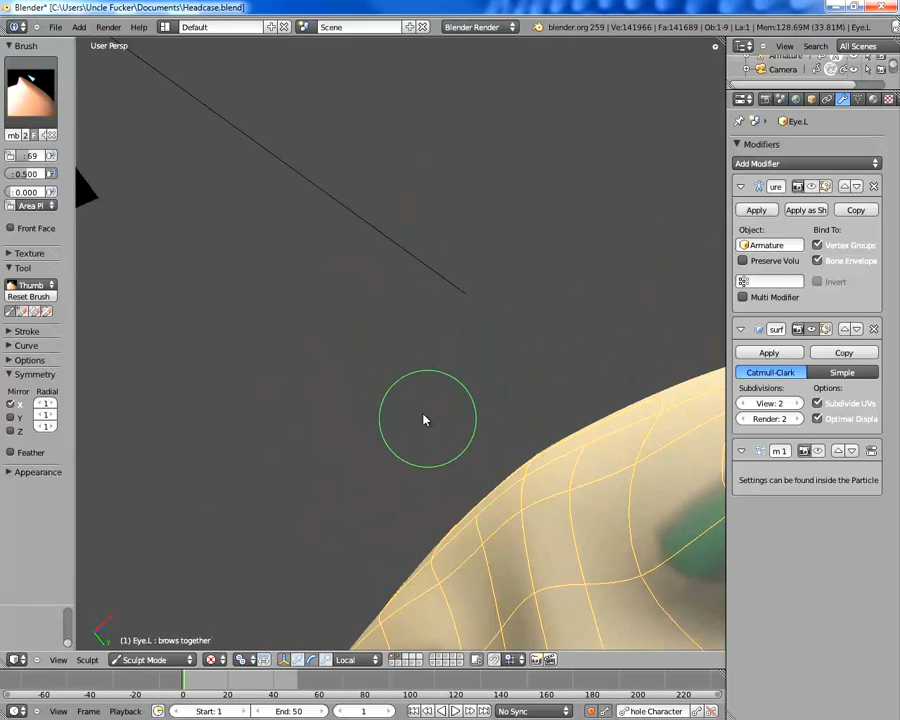 Blender* [C:\Users\Uncle Fucker\Documents\Headcase.blend]
File Add Render Help Default Scene Blender Render blender.org 259 | Ve:141966 | Ob:1-9 | La:1 | Mem:128.69M (33.81M) | Eye.L
Brush
User Persp
View Search All Scenes
Armature
Camera
mb 2 F
: 69
0.500
0.000
Area Pl
Front Face
Texture
Tool
Thumb
Reset Brush
Stroke
Curve
Options
Symmetry
Mirror Radial
X 1
Y 1
Z 1
Feather
Appearance
Eye.L
Modifiers
Add Modifier
ure
Apply Apply as Sh Copy
Object: Bind To:
Armature Vertex Groups
Preserve Volu Bone Envelope
Invert
Multi Modifier
surf
Apply Copy
Catmull-Clark Simple
Subdivisions: Options:
View: 2 Subdivide UVs
Render: 2 Optimal Displa
m 1
Settings can be found inside the Particle
(1) Eye.L : brows together
View Sculpt Sculpt Mode Local
-60 -40 -20 0 20 40 60 80 100 120 140 160 180 200 220
View Frame Playback Start: 1 End: 50 1 No Sync hole Character